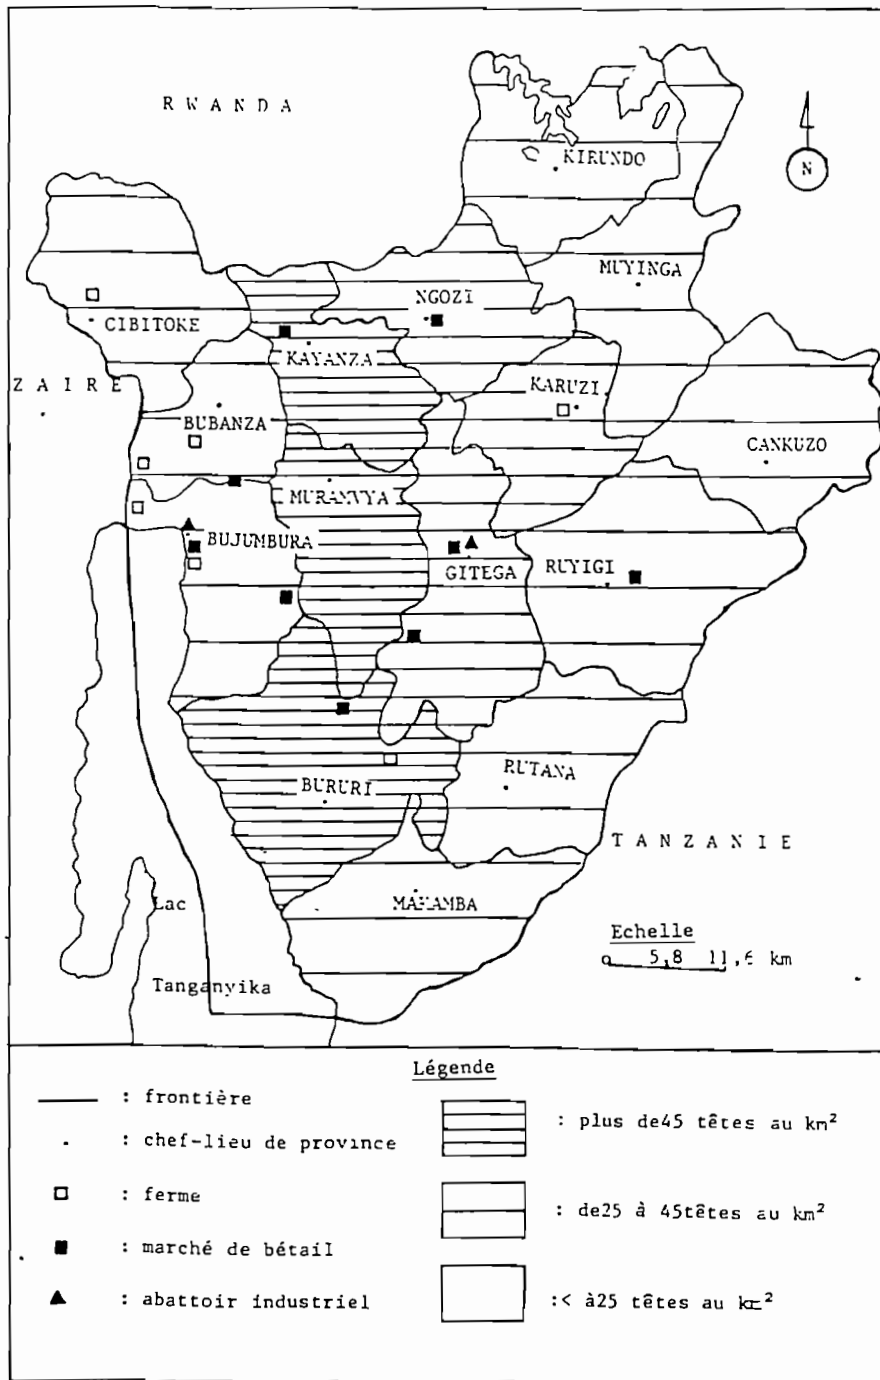 RWANDA
KIRUNDO
N
MUYINGA
NGOZI
CIBITOKE
KAYANZA
ZAIRE
KARUZI
BUBANZA
CANKUZO
MURAMVYA
BUJUMBURA
GITEGA
RUYIGI
RUTANA
BURURI
TANZANIE
MAKAMBA
Lac
Tanganyika
Echelle
0 5,8 11,6 km
Légende
: frontière
: chef-lieu de province
: ferme
: marché de bétail
: abattoir industriel
: plus de45 têtes au km²
: de25 à 45têtes au km²
:< à25 têtes au km²